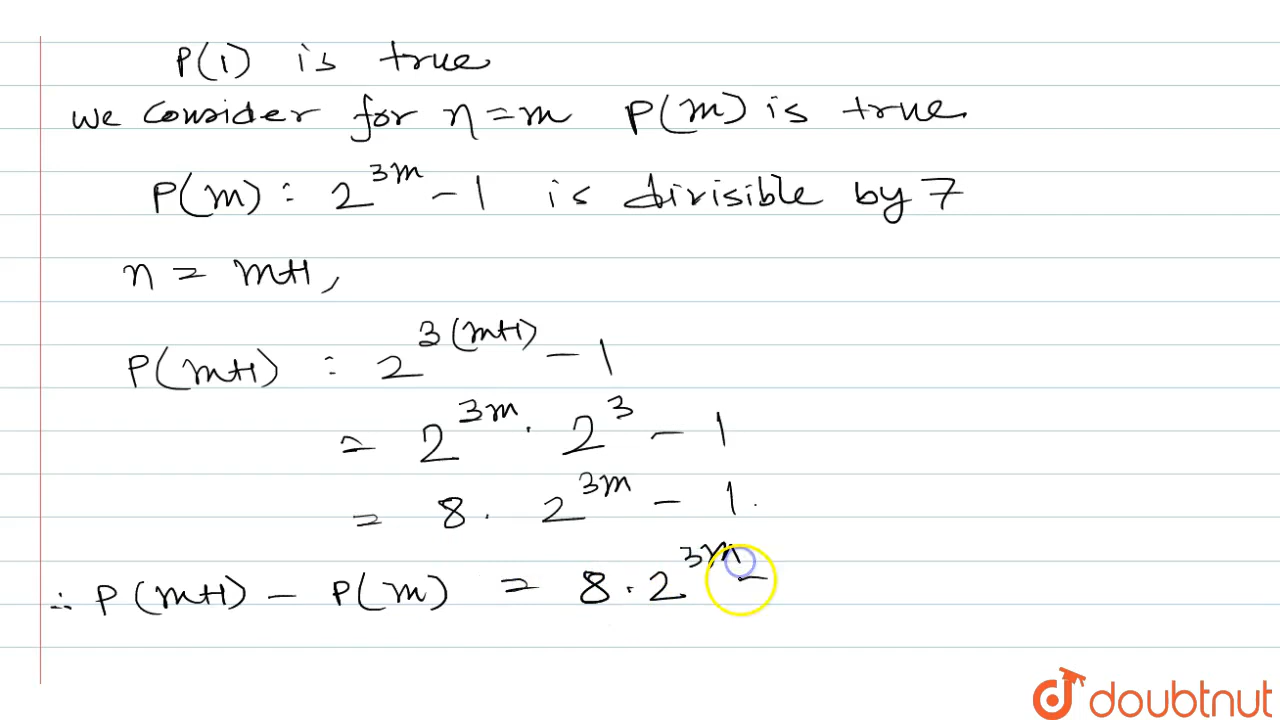 P(1) is true
we consider for n=m P(m) is true.
P(m) : 2^{3m} - 1 is divisible by 7
n = m+1,
P(m+1) : 2^{3(m+1)} - 1
= 2^{3m} . 2^3 - 1
= 8 . 2^{3m} - 1.
∴ P(m+1) - P(m) = 8 . 2^{3m} -
doubtnut